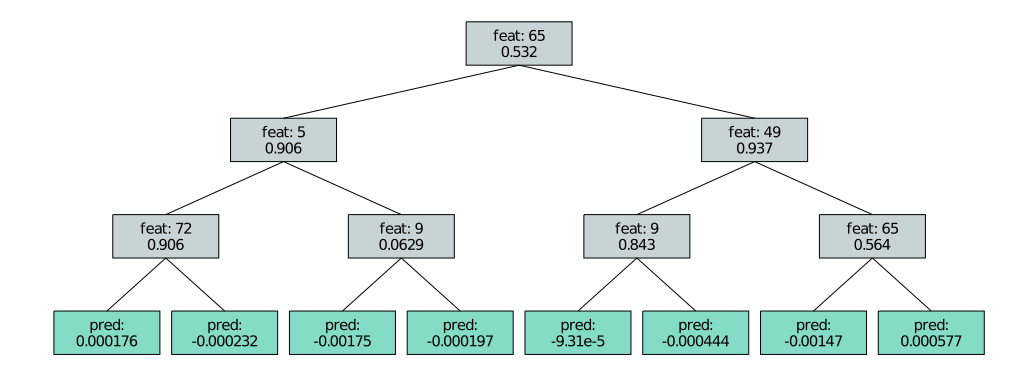 feat: 65
0.532
feat: 5
0.906
feat: 49
0.937
feat: 72
0.906
feat: 9
0.0629
feat: 9
0.843
feat: 65
0.564
pred:
0.000176
pred:
-0.000232
pred:
-0.00175
pred:
-0.000197
pred:
-9.31e-5
pred:
-0.000444
pred:
-0.00147
pred:
0.000577